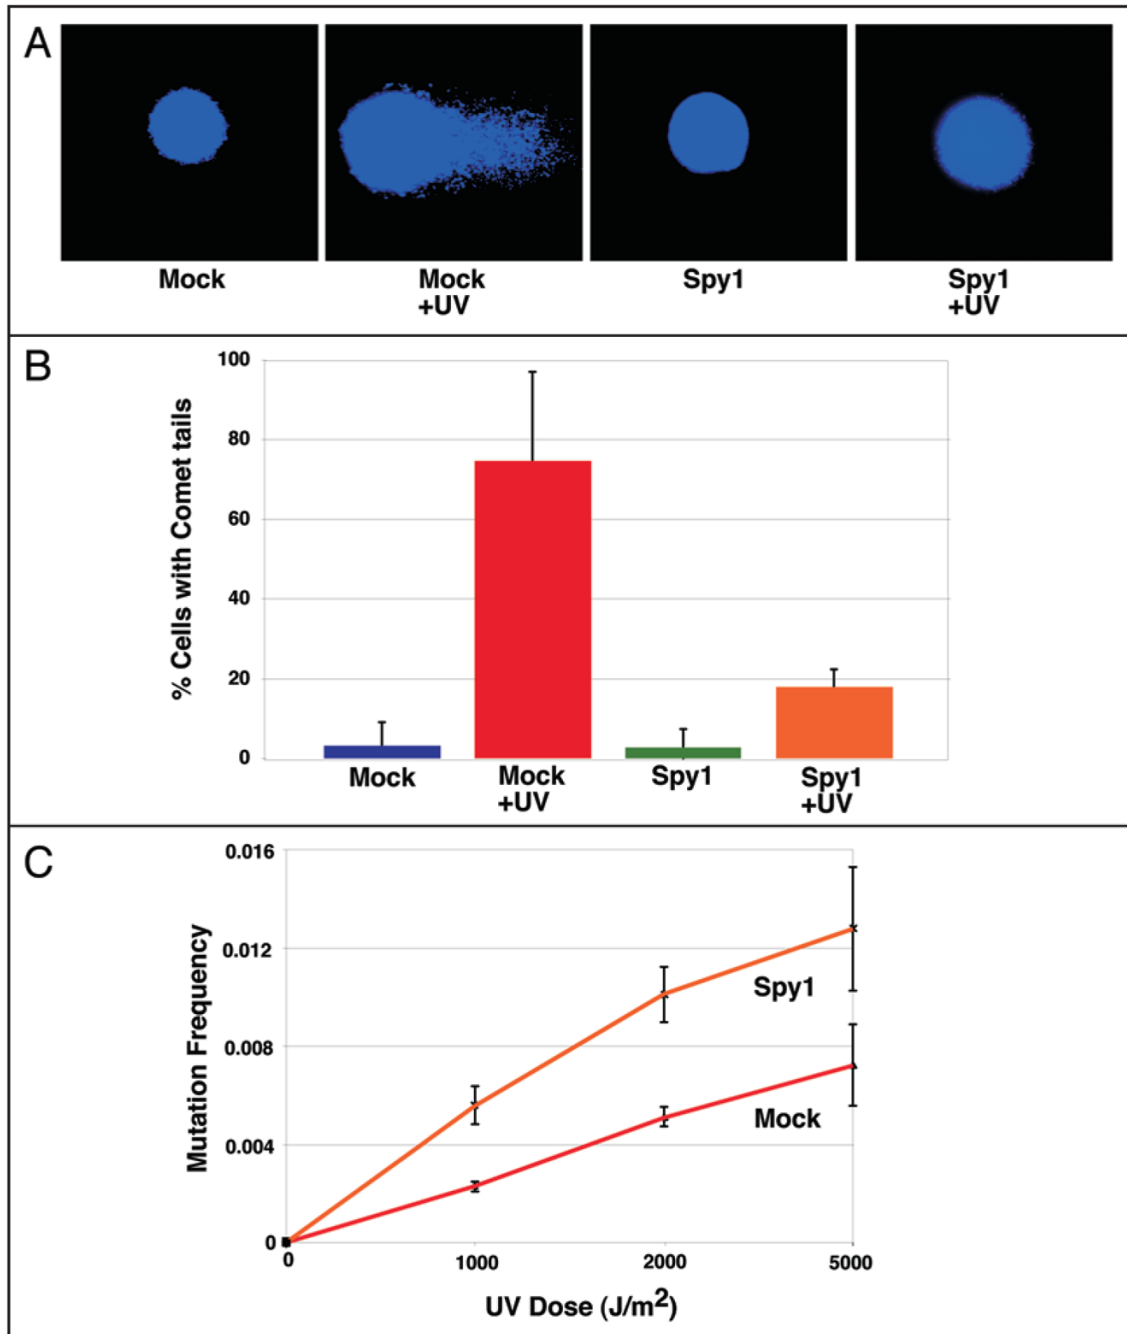 A
Mock
Mock
+UV
Spy1
Spy1
+UV
B
% Cells with Comet tails
100
80
60
40
20
0
Mock
Mock
+UV
Spy1
Spy1
+UV
C
Mutation Frequency
0.016
0.012
0.008
0.004
0
Spy1
Mock
0
1000
2000
5000
UV Dose (J/m²)